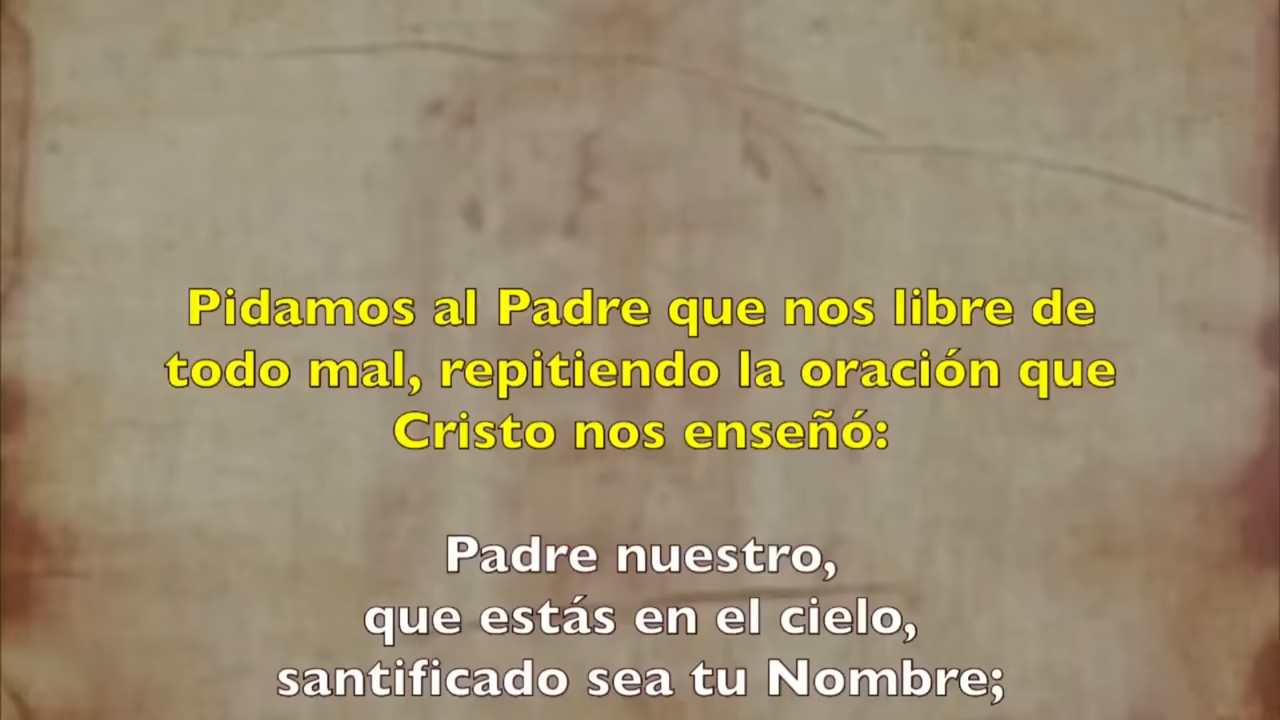 Pidamos al Padre que nos libre de
todo mal, repitiendo la oración que
Cristo nos enseñó:
Padre nuestro,
que estás en el cielo,
santificado sea tu Nombre;